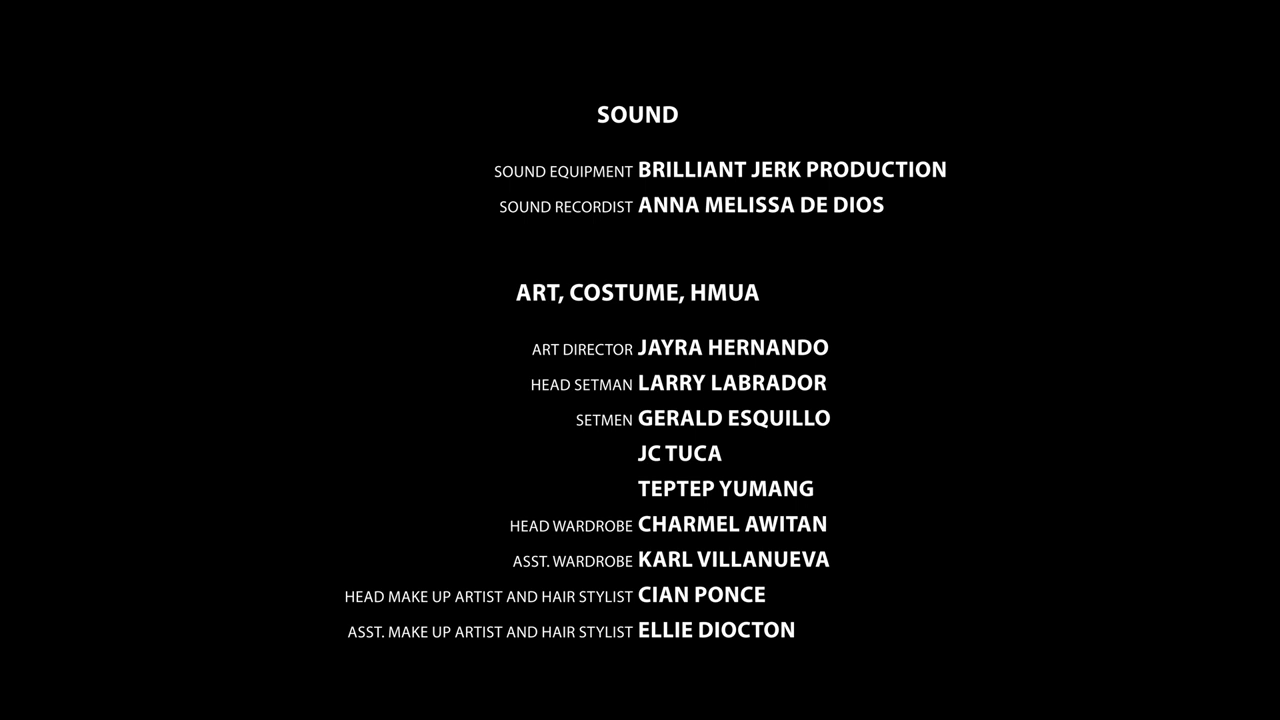 SOUND
SOUND EQUIPMENT BRILLIANT JERK PRODUCTION
SOUND RECORDIST ANNA MELISSA DE DIOS
ART, COSTUME, HMUA
ART DIRECTOR JAYRA HERNANDO
HEAD SETMAN LARRY LABRADOR
SETMEN GERALD ESQUILLO
JC TUCA
TEPTEP YUMANG
HEAD WARDROBE CHARMEL AWITAN
ASST. WARDROBE KARL VILLANUEVA
HEAD MAKE UP ARTIST AND HAIR STYLIST CIAN PONCE
ASST. MAKE UP ARTIST AND HAIR STYLIST ELLIE DIOCTON